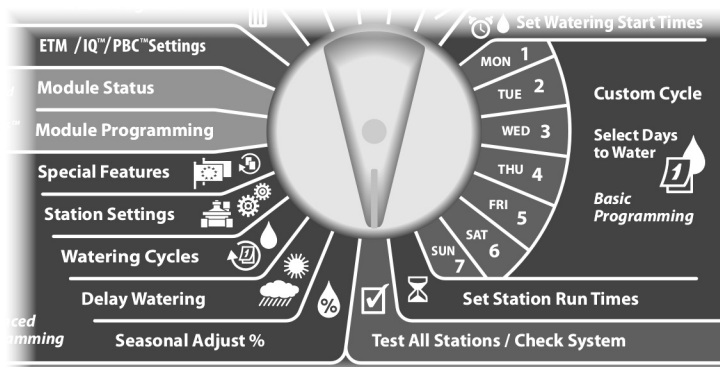 ETM /IQ™/PBC™Settings
Module Status
Module Programming
Special Features
Station Settings
Watering Cycles
1
Delay Watering
%
Seasonal Adjust %
Set Watering Start Times
MON 1
TUE 2
WED 3
THU 4
FRI 5
SAT 6
SUN 7
Custom Cycle
Select Days
to Water
1
Basic
Programming
Set Station Run Times
Test All Stations / Check System